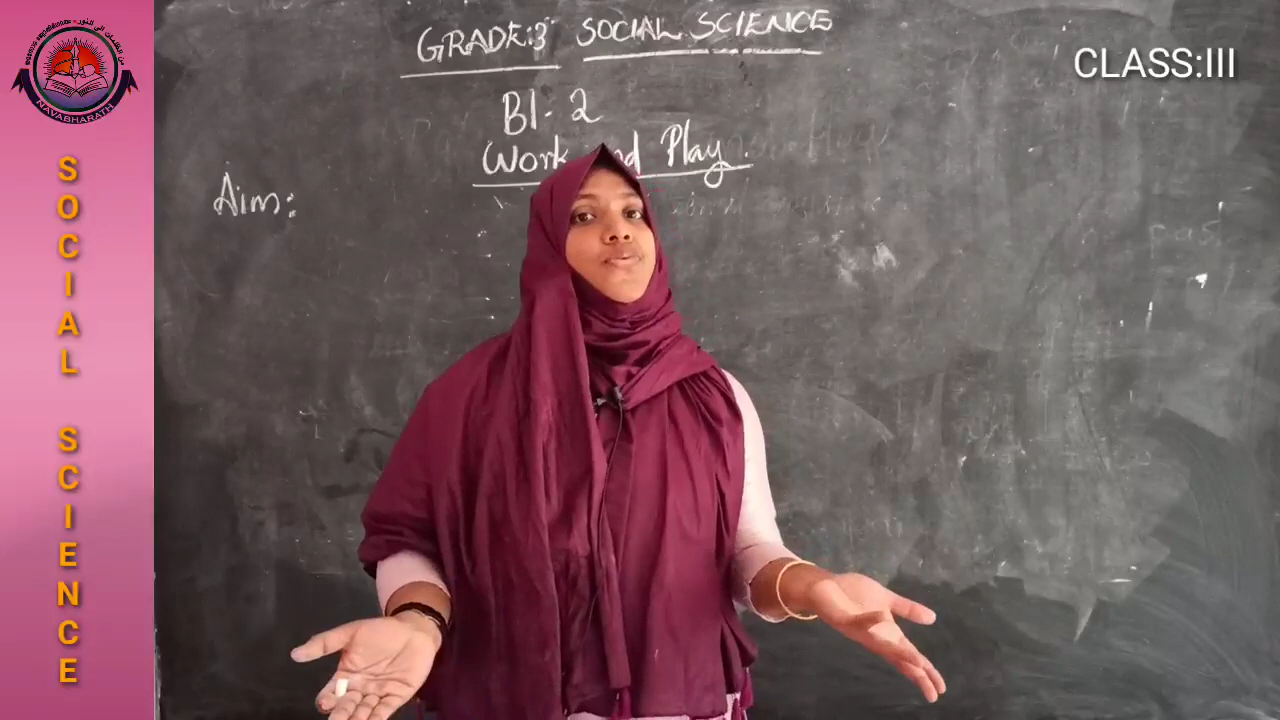 GRADE:3 SOCIAL SCIENCE
Bl-2
Work and Play.
Aim:
CLASS:III
NAVABHARATH
SOCIAL SCIENCE